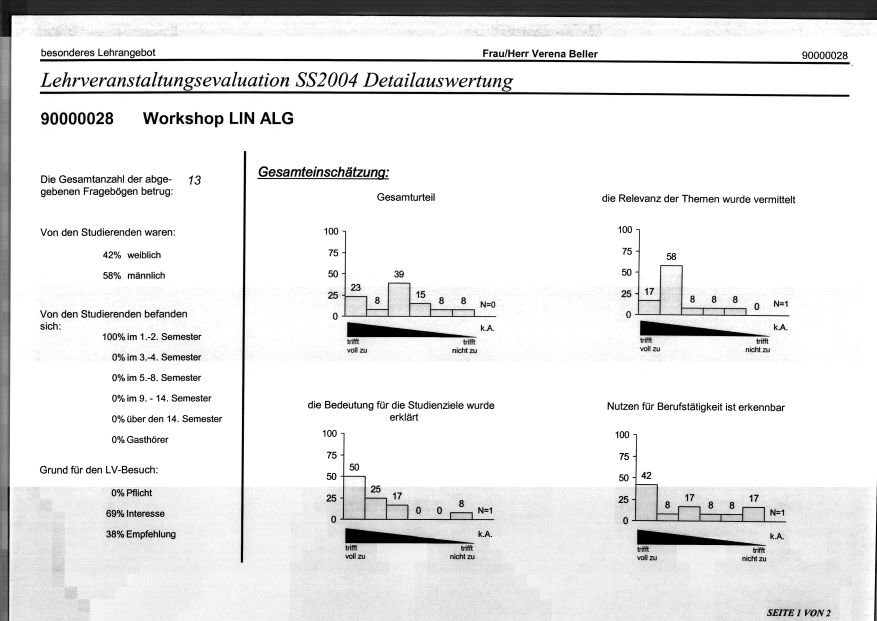 besonderes Lehrangebot Frau/Herr Verena Beller 90000028
Lehrveranstaltungsevaluation SS2004 Detailauswertung
90000028 Workshop LIN ALG
Die Gesamtanzahl der abge-
gebenen Fragebögen betrug: 13
Von den Studierenden waren:
42% weiblich
58% männlich
Von den Studierenden befanden
sich:
100% im 1.-2. Semester
0% im 3.-4. Semester
0% im 5.-8. Semester
0% im 9. - 14. Semester
0% über den 14. Semester
0% Gasthörer
Grund für den LV-Besuch:
0% Pflicht
69% Interesse
38% Empfehlung
Gesamteinschätzung:
Gesamturteil
100
75
50
25
0
23 8 39 15 8 8 N=0
k.A.
trifft trifft
voll zu nicht zu
die Relevanz der Themen wurde vermittelt
100
75
50
25
0
17 58 8 8 8 0 N=1
k.A.
trifft trifft
voll zu nicht zu
die Bedeutung für die Studienziele wurde
erklärt
100
75
50
25
0
50 25 17 0 0 8 N=1
k.A.
trifft trifft
voll zu nicht zu
Nutzen für Berufstätigkeit ist erkennbar
100
75
50
25
0
42 8 17 8 8 17 N=1
k.A.
trifft trifft
voll zu nicht zu
SEITE 1 VON 2